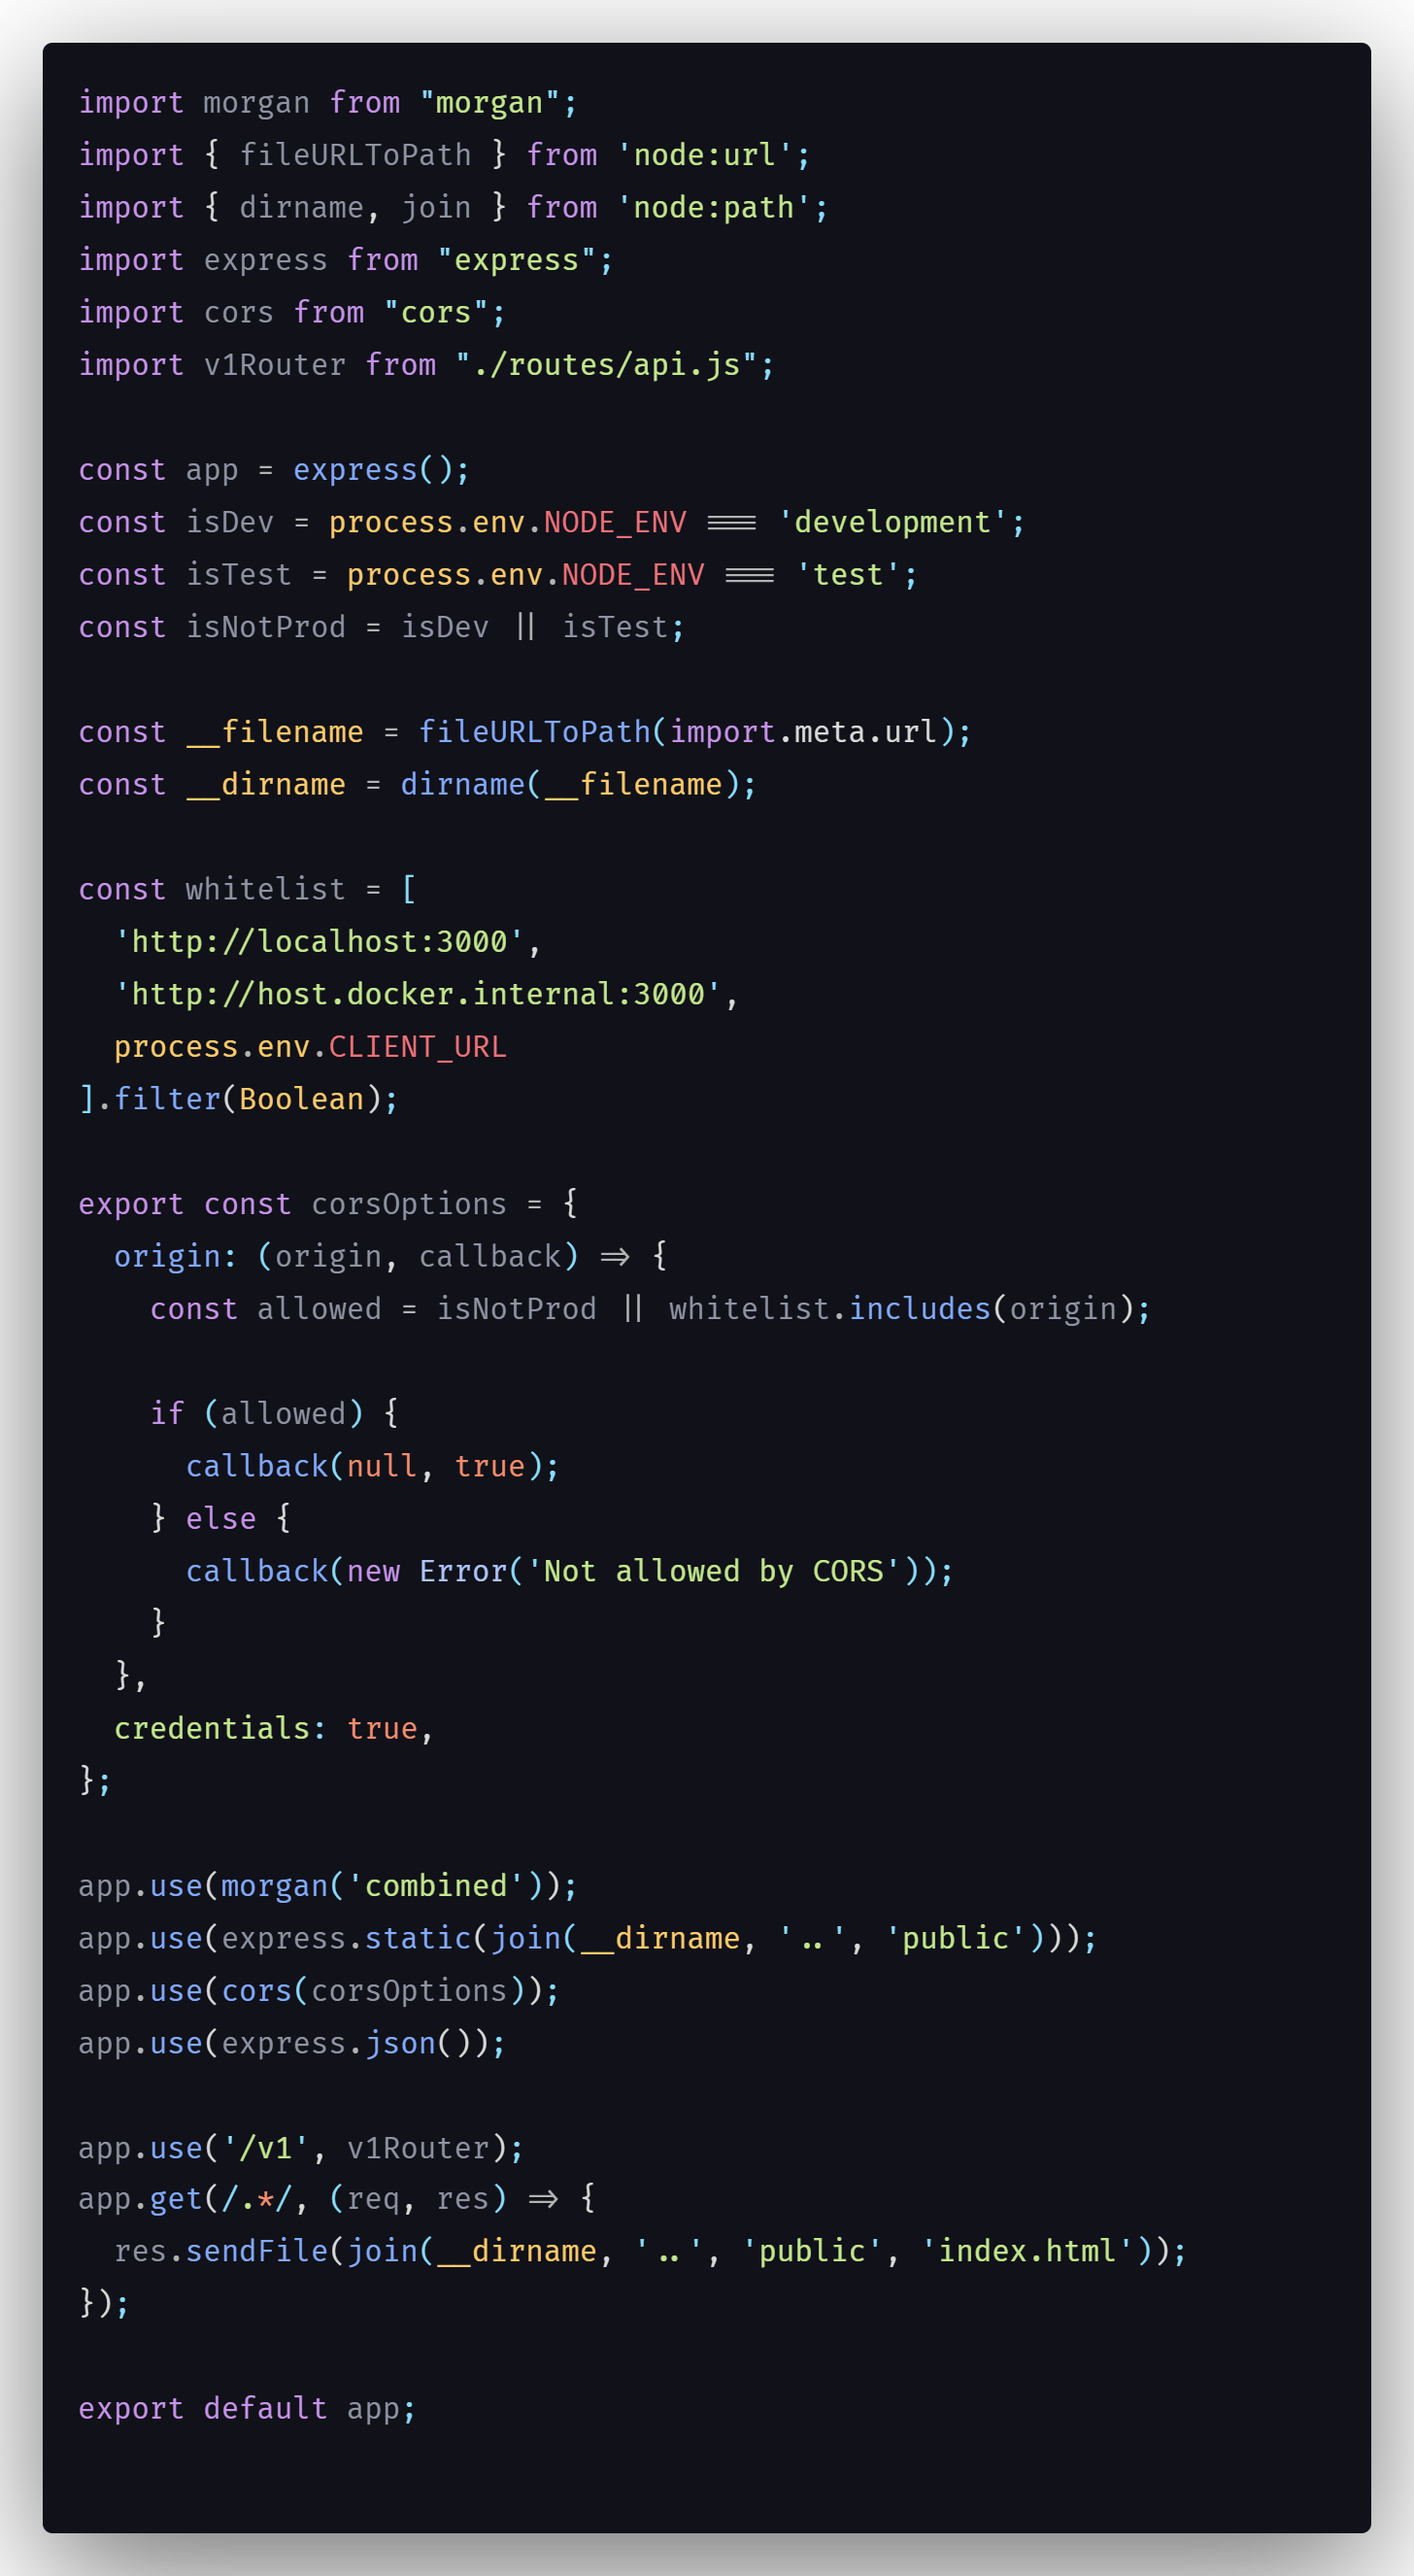 import morgan from "morgan";
import { fileURLToPath } from 'node:url';
import { dirname, join } from 'node:path';
import express from "express";
import cors from "cors";
import v1Router from "./routes/api.js";

const app = express();
const isDev = process.env.NODE_ENV === 'development';
const isTest = process.env.NODE_ENV === 'test';
const isNotProd = isDev || isTest;

const __filename = fileURLToPath(import.meta.url);
const __dirname = dirname(__filename);

const whitelist = [
  'http://localhost:3000',
  'http://host.docker.internal:3000',
  process.env.CLIENT_URL
].filter(Boolean);

export const corsOptions = {
  origin: (origin, callback) => {
    const allowed = isNotProd || whitelist.includes(origin);

    if (allowed) {
      callback(null, true);
    } else {
      callback(new Error('Not allowed by CORS'));
    }
  },
  credentials: true,
};

app.use(morgan('combined'));
app.use(express.static(join(__dirname, '..', 'public')));
app.use(cors(corsOptions));
app.use(express.json());

app.use('/v1', v1Router);
app.get(/.*/, (req, res) => {
  res.sendFile(join(__dirname, '..', 'public', 'index.html'));
});

export default app;